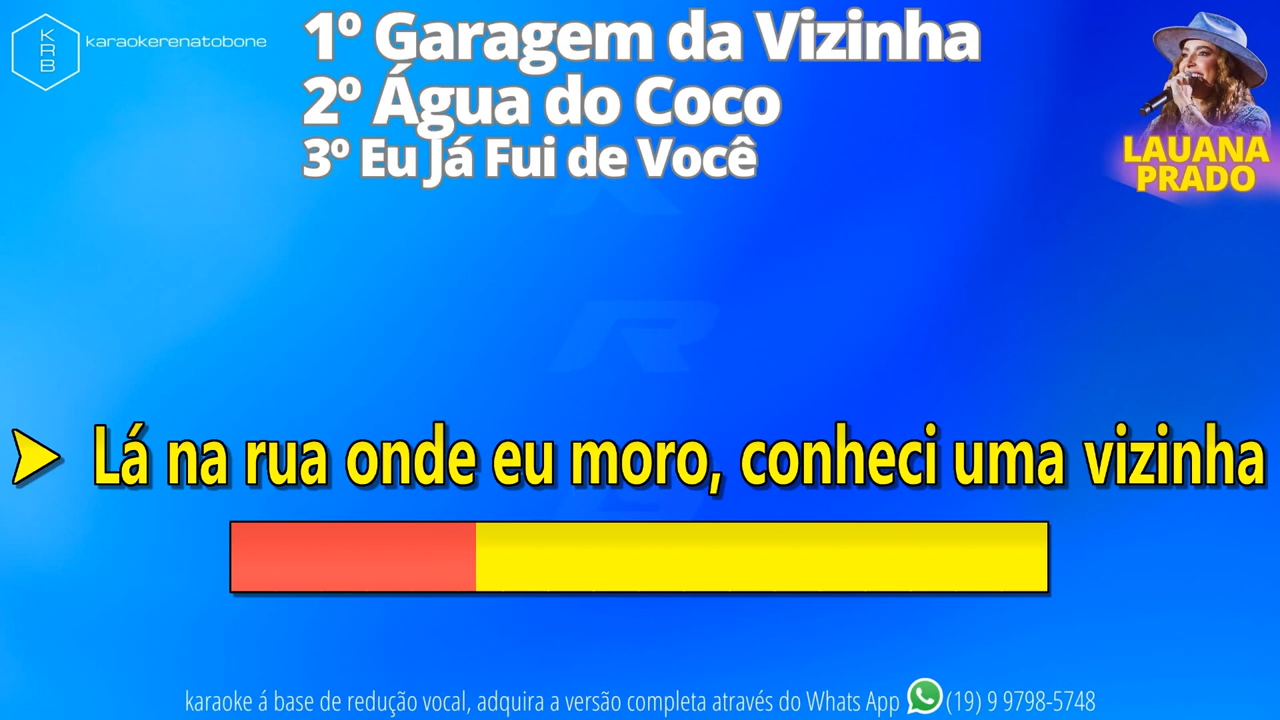 KRB
karaokerenatobone
1º Garagem da Vizinha
2º Água do Coco
3º Eu Já Fui de Você
LAUANA
PRADO
Lá na rua onde eu moro, conheci uma vizinha
karaoke á base de redução vocal, adquira a versão completa através do Whats App (19) 9 9798-5748